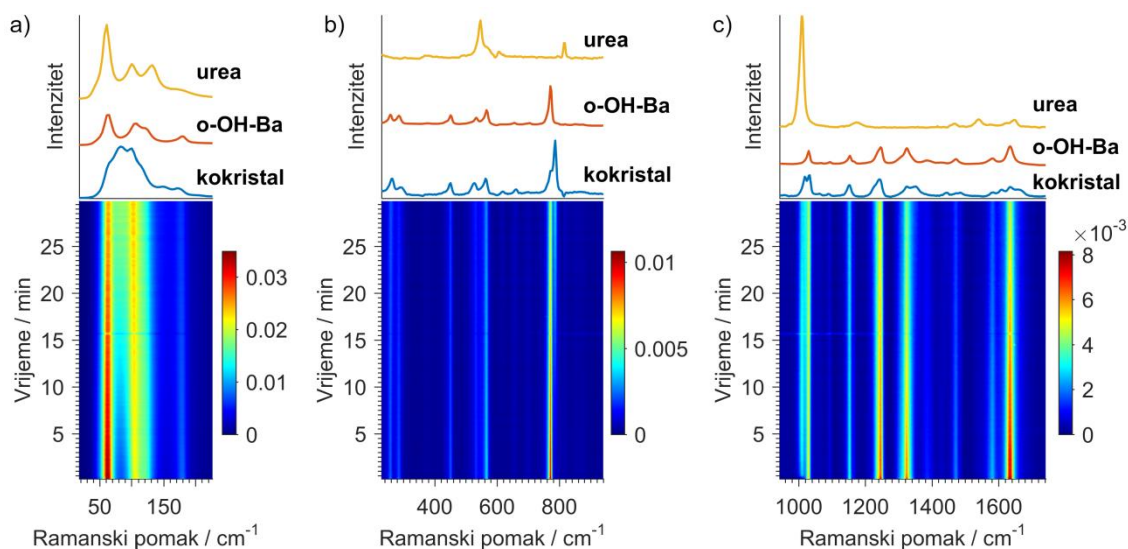 a)
Intenzitet
urea
o-OH-Ba
kokristal
Vrijeme / min
25
20
15
10
5
50
150
Ramanski pomak / cm⁻¹
0.03
0.02
0.01
0
b)
Intenzitet
urea
o-OH-Ba
kokristal
Vrijeme / min
25
20
15
10
5
400
600
800
Ramanski pomak / cm⁻¹
0.01
0.005
0
c)
Intenzitet
urea
o-OH-Ba
kokristal
Vrijeme / min
25
20
15
10
5
1000
1200
1400
1600
Ramanski pomak / cm⁻¹
×10⁻³
8
6
4
2
0